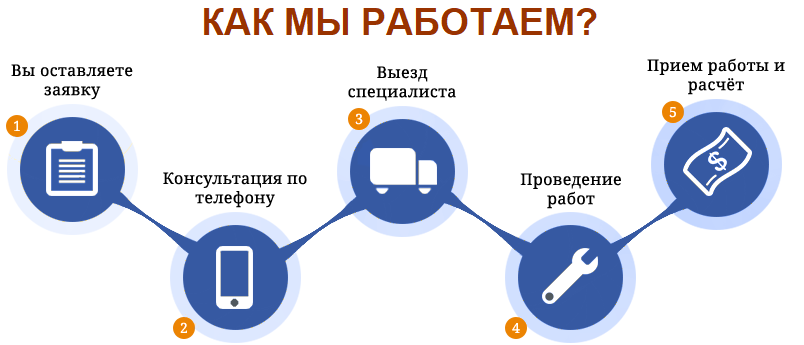 КАК МЫ РАБОТАЕМ?
Вы оставляете
заявку
1
Консультация по
телефону
2
Выезд
специалиста
3
Проведение
работ
4
Прием работы и
расчёт
5
$